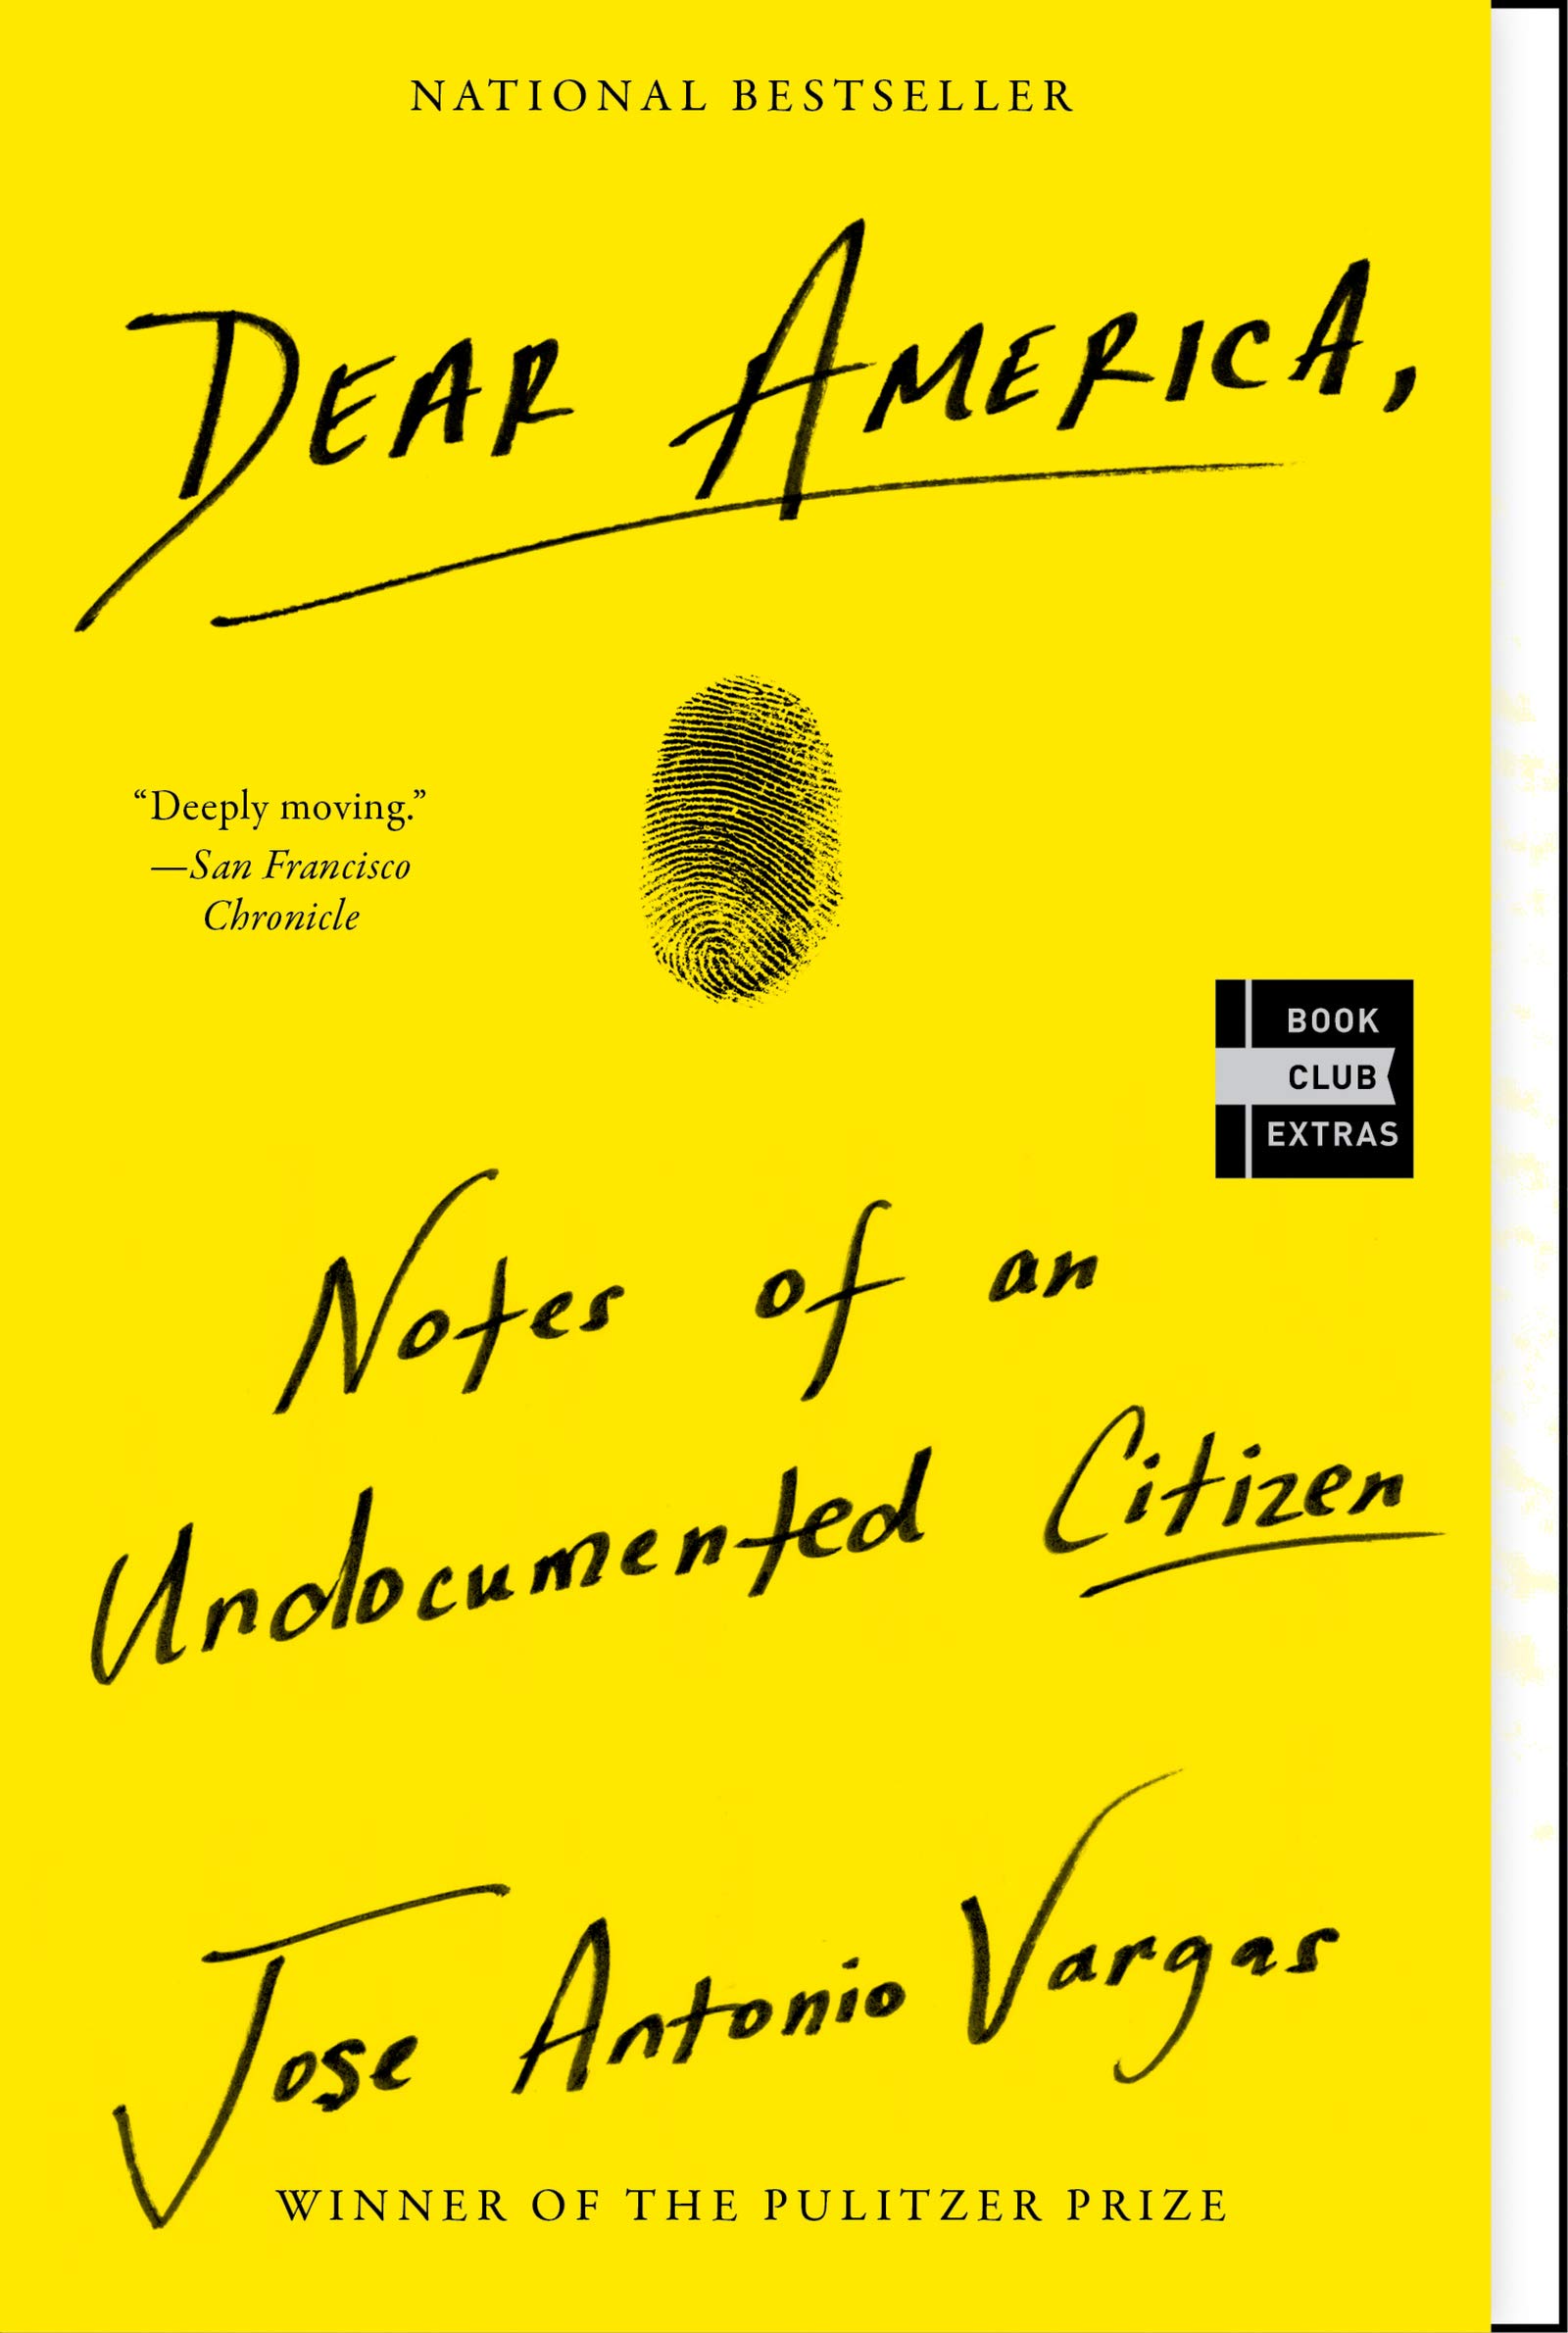 NATIONAL BESTSELLER
DEAR AMERICA,
“Deeply moving.”
—San Francisco
Chronicle
BOOK
CLUB
EXTRAS
Notes of an
Undocumented Citizen
Jose Antonio Vargas
WINNER OF THE PULITZER PRIZE